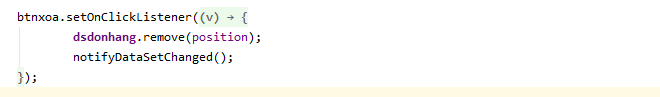 btnxoa.setOnClickListener((v) → {
dsdonhang.remove(position);
notifyDataSetChanged();
});